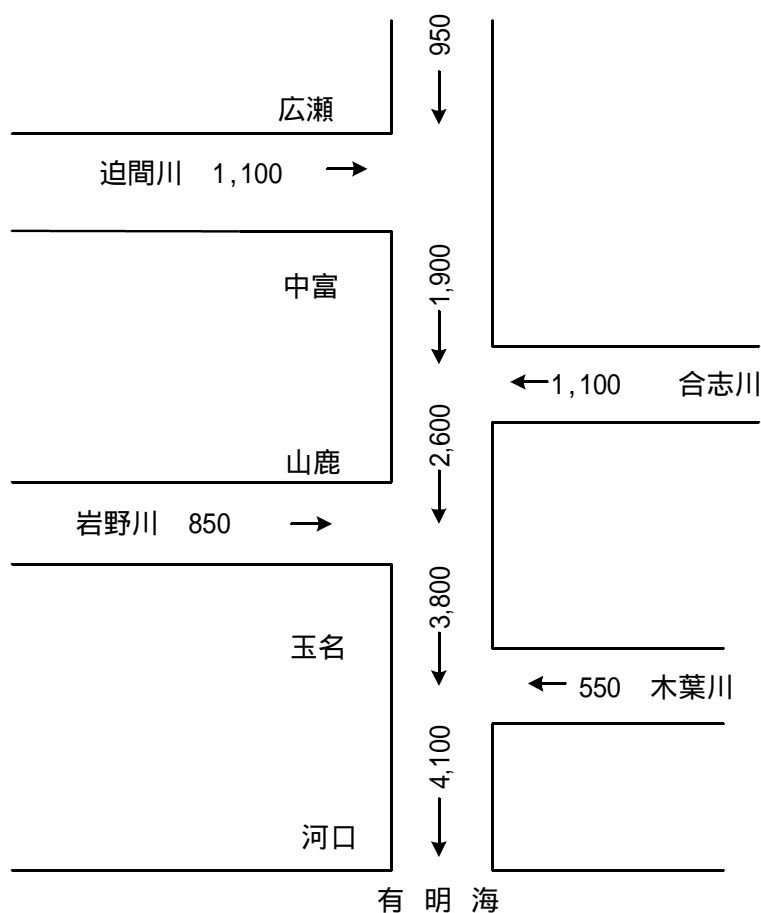 950
広瀬
迫間川 1,100
中富
1,900
1,100 合志川
2,600
山鹿
岩野川 850
3,800
玉名
550 木葉川
4,100
河口
有明海